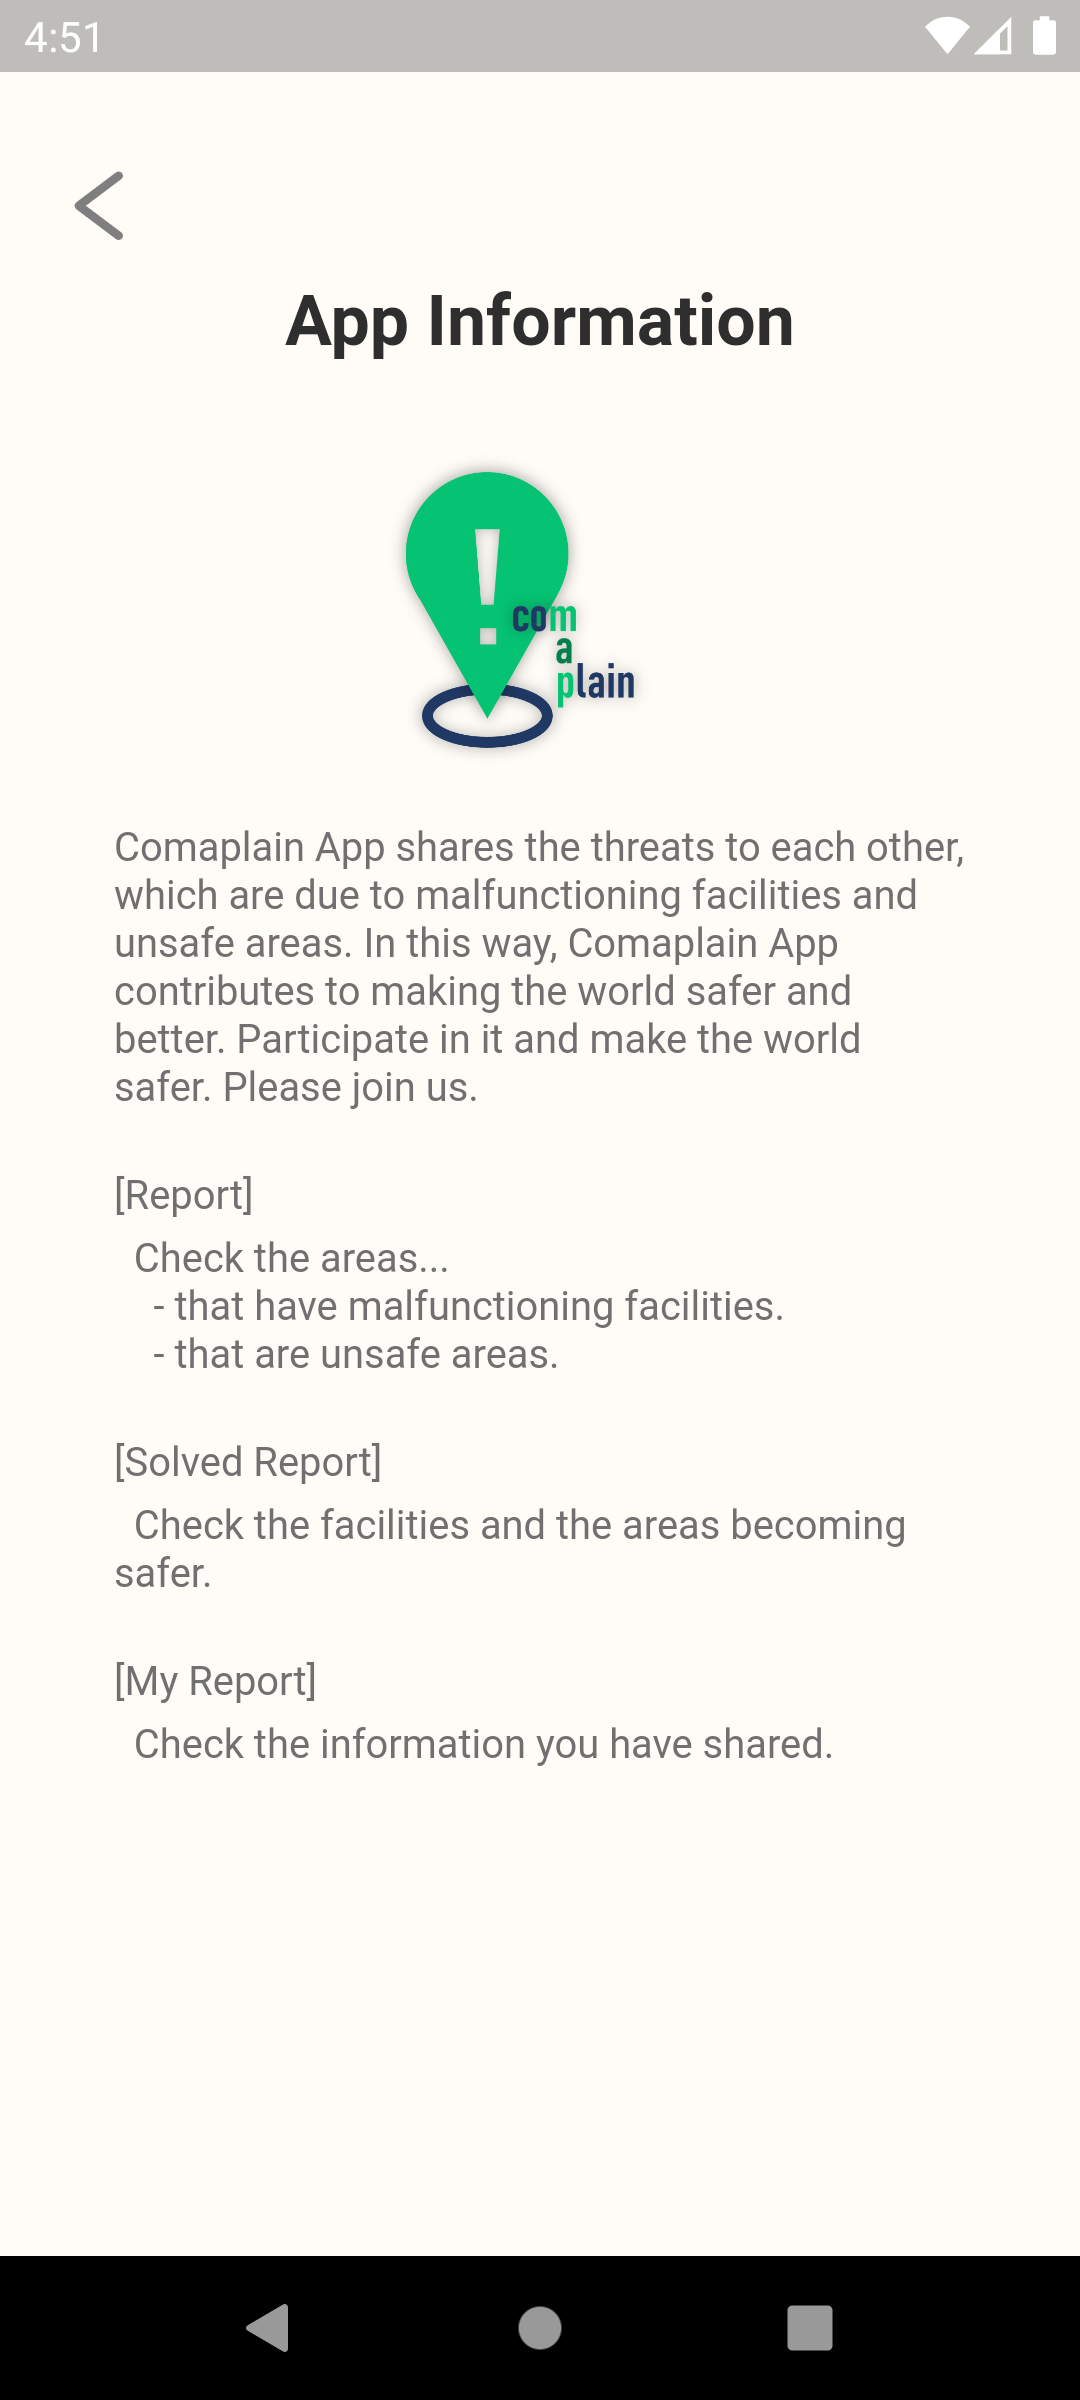 4:51
App Information
!
com
a
plain
Comaplain App shares the threats to each other,
which are due to malfunctioning facilities and
unsafe areas. In this way, Comaplain App
contributes to making the world safer and
better. Participate in it and make the world
safer. Please join us.
[Report]
Check the areas...
- that have malfunctioning facilities.
- that are unsafe areas.
[Solved Report]
Check the facilities and the areas becoming
safer.
[My Report]
Check the information you have shared.